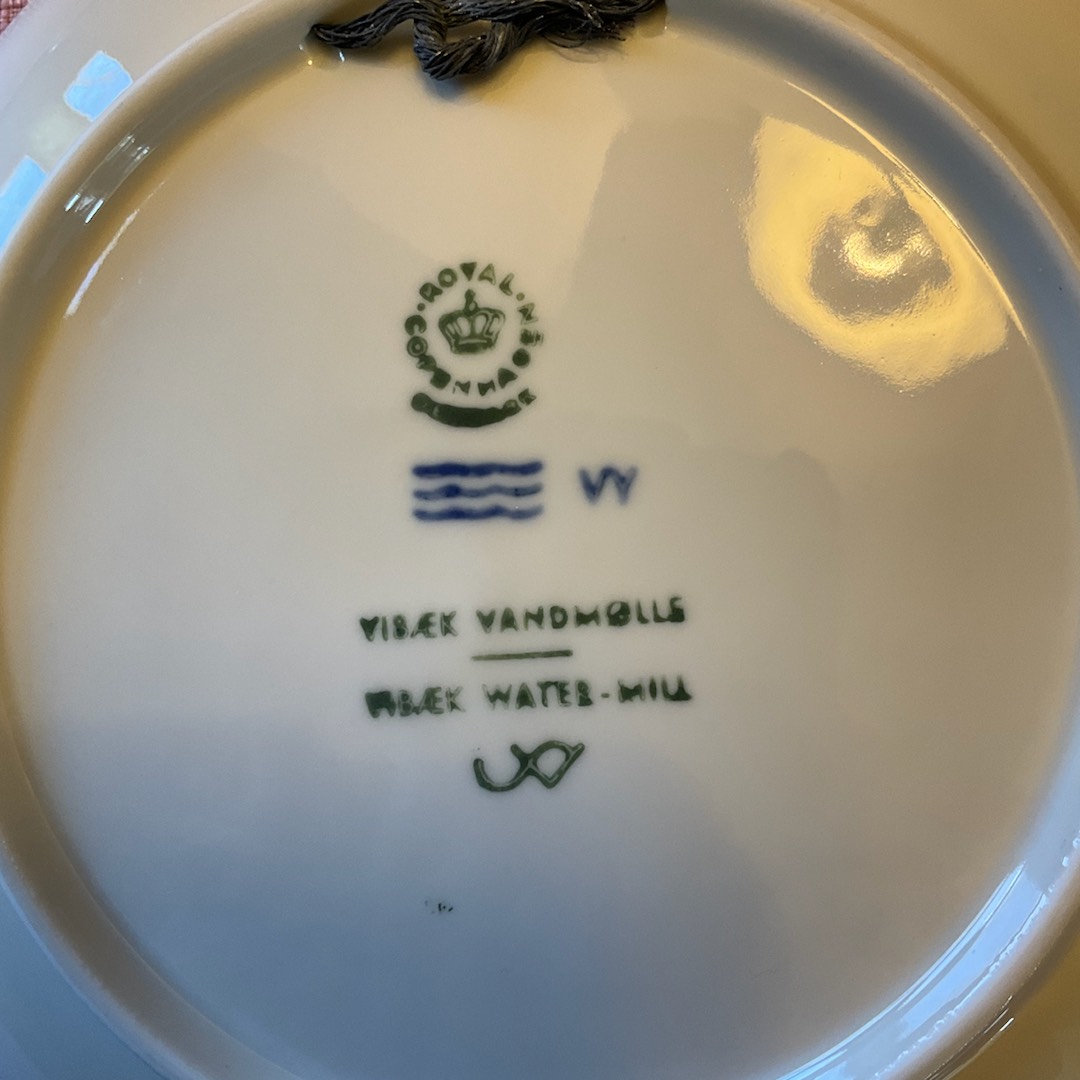 ROYAL
COPENHAGEN
VY
VIBÆK VANDMØLLE
VIBÆK WATER-MILL